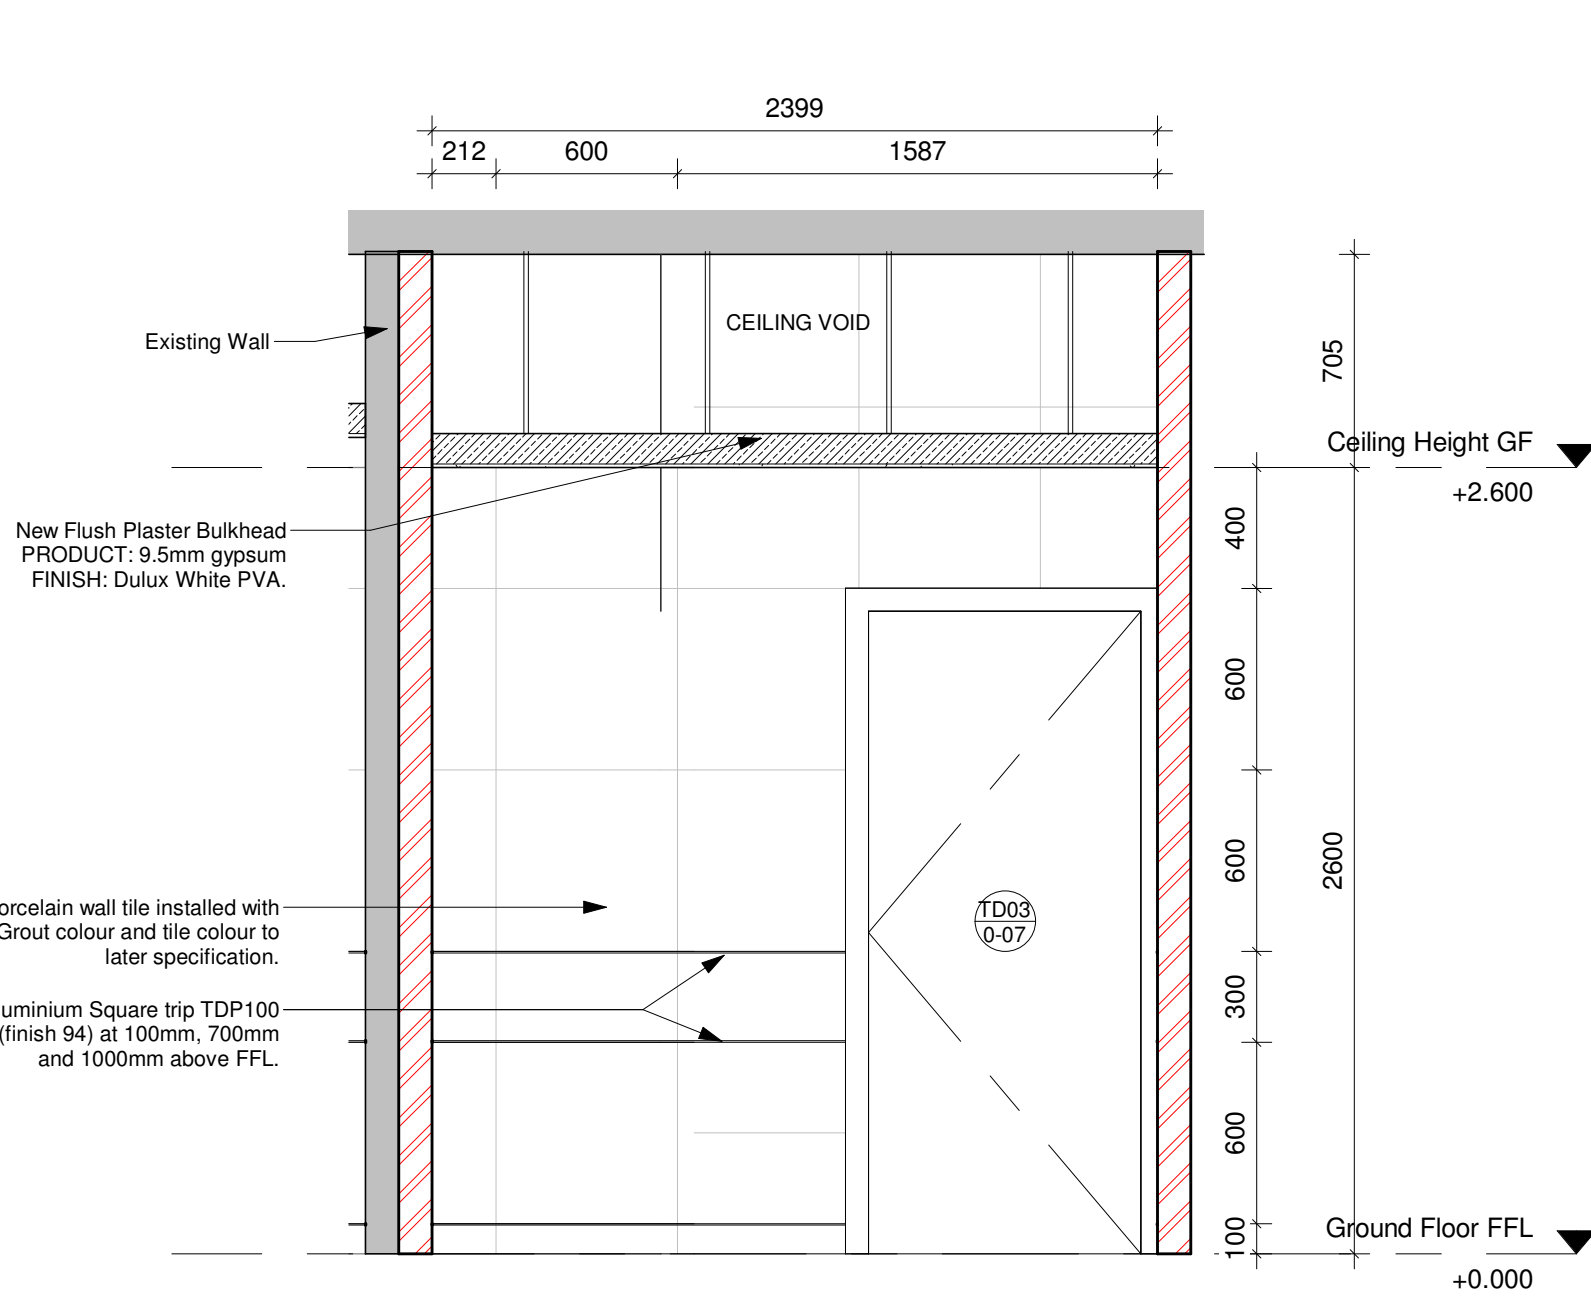 2399
212
600
1587
CEILING VOID
Existing Wall
705
Ceiling Height GF
+2.600
400
New Flush Plaster Bulkhead
PRODUCT: 9.5mm gypsum
FINISH: Dulux White PVA.
600
600
2600
orcelain wall tile installed with
Grout colour and tile colour to
later specification.
TD03
0-07
300
uminium Square trip TDP100
(finish 94) at 100mm, 700mm
and 1000mm above FFL.
600
100
Ground Floor FFL
+0.000